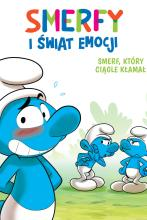 SMERFY
I ŚWIAT EMOCJI
SMERF, KTÓRY
CIĄGLE KŁAMAŁ